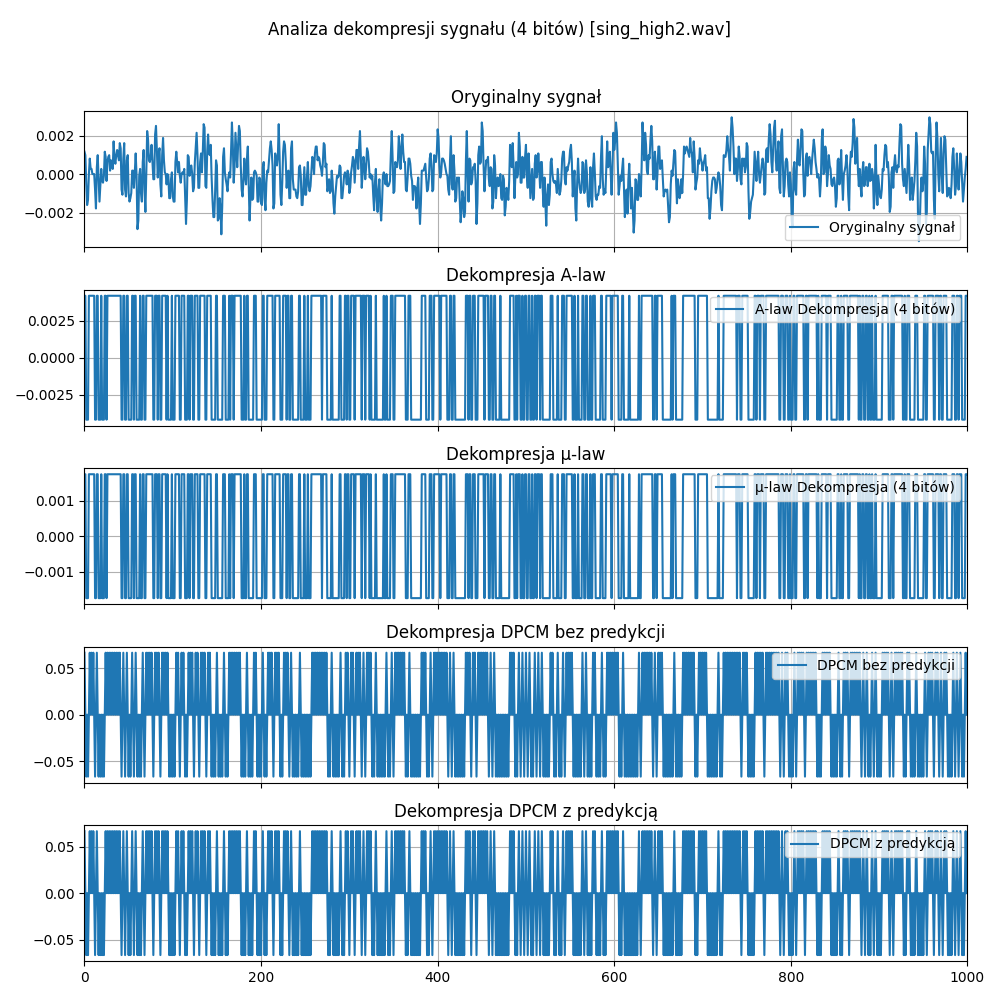 Analiza dekompresji sygnału (4 bitów) [sing_high2.wav]
Oryginalny sygnał
0.002
0.000
−0.002
Oryginalny sygnał
Dekompresja A-law
0.0025
0.0000
−0.0025
A-law Dekompresja (4 bitów)
Dekompresja μ-law
0.001
0.000
−0.001
μ-law Dekompresja (4 bitów)
Dekompresja DPCM bez predykcji
0.05
0.00
−0.05
DPCM bez predykcji
Dekompresja DPCM z predykcją
0.05
0.00
−0.05
DPCM z predykcją
0 200 400 600 800 1000